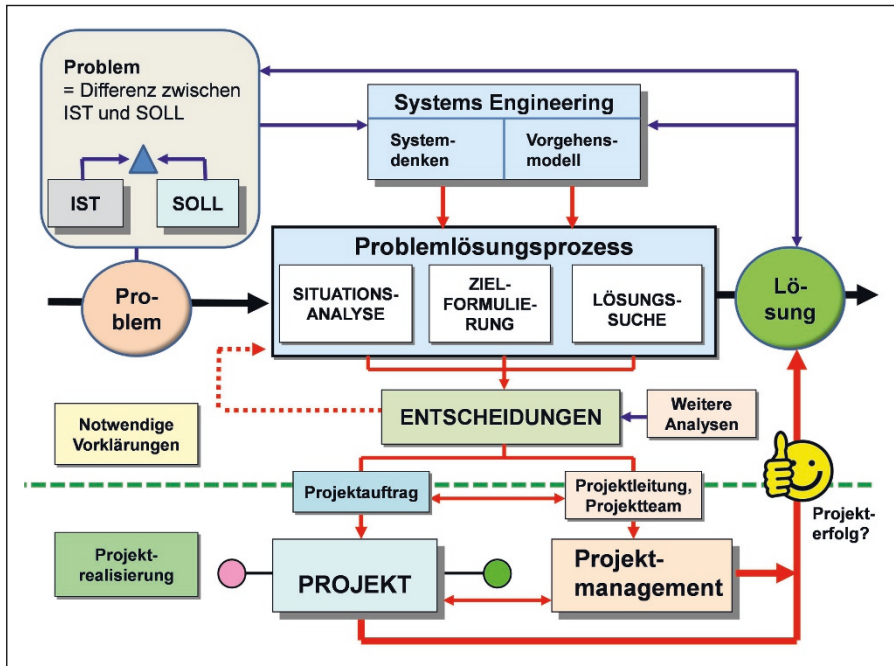 Problem
= Differenz zwischen
IST und SOLL
IST
SOLL
Systems Engineering
System-
denken
Vorgehens-
modell
Pro-
blem
Problemlösungsprozess
SITUATIONS-
ANALYSE
ZIEL-
FORMULIE-
RUNG
LÖSUNGS-
SUCHE
Lö-
sung
ENTSCHEIDUNGEN
Weitere
Analysen
Notwendige
Vorklärungen
Projektauftrag
Projektleitung,
Projektteam
Projekt-
erfolg?
Projekt-
realisierung
PROJEKT
Projekt-
management